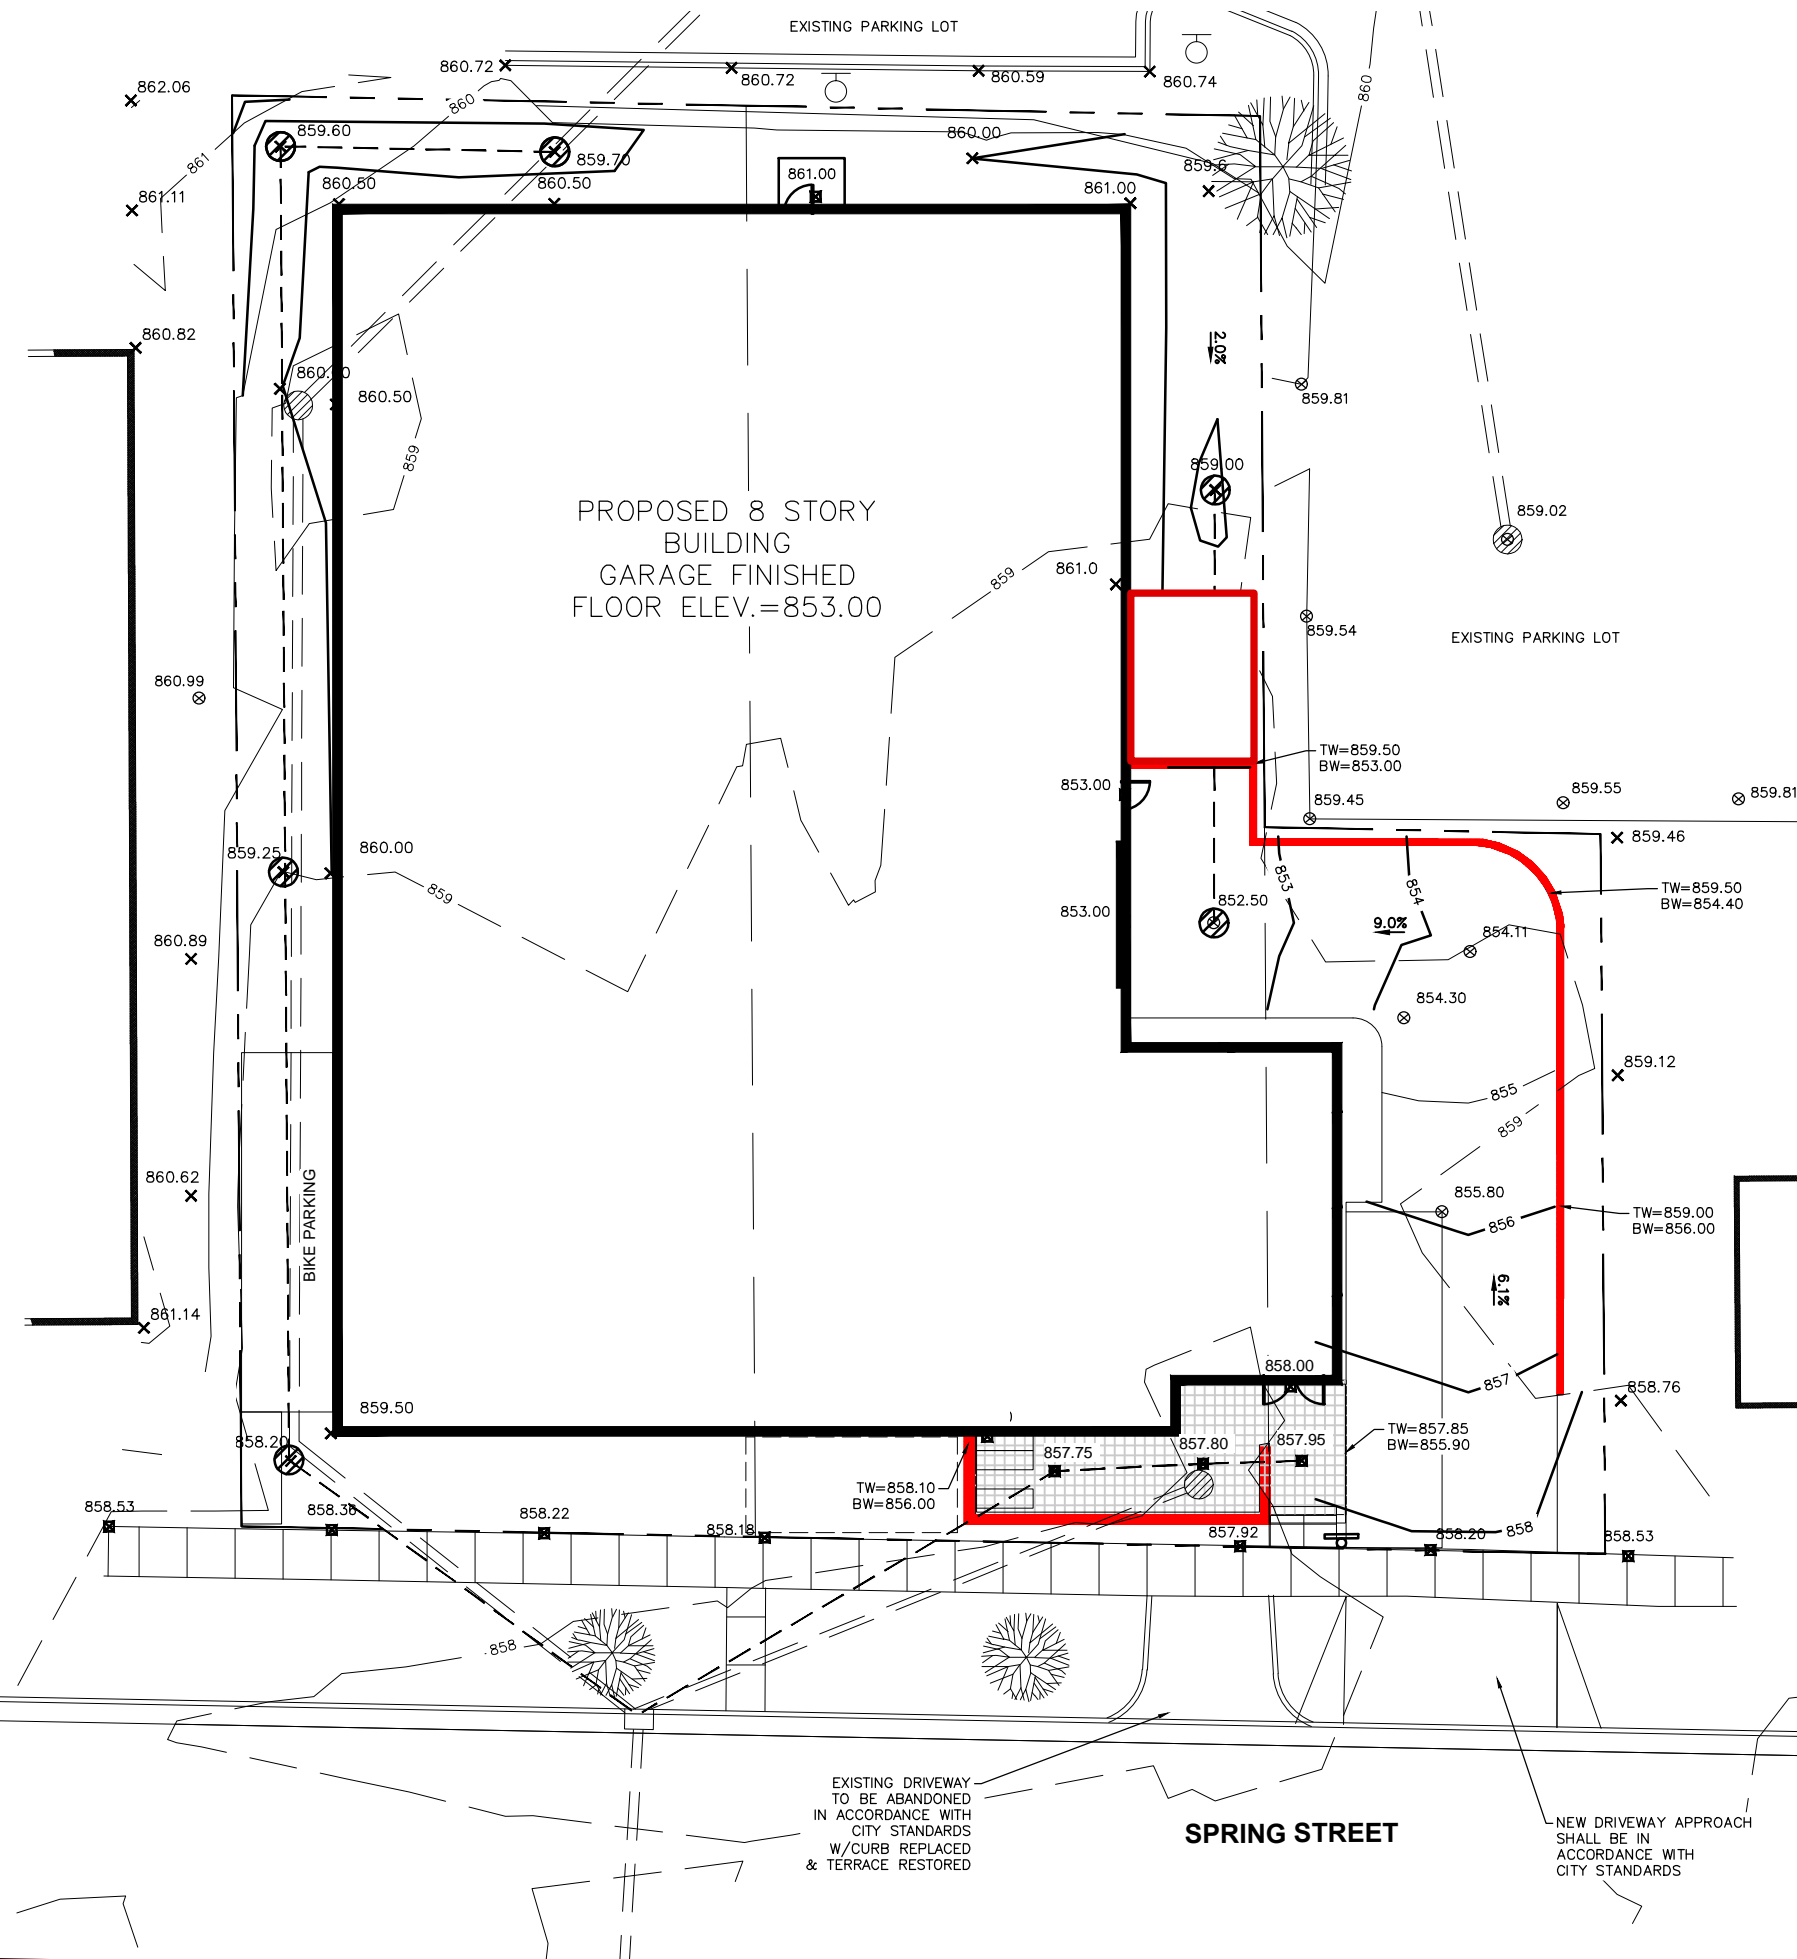 EXISTING PARKING LOT
860.72
860.72
860.59
860.74
862.06
860
860
859.60
859.70
860.00
861
859.6
861.11
860.50
860.50
861.00
861.00
860.82
2.0%
860.50
859.81
859
859.00
859.02
PROPOSED 8 STORY
BUILDING
GARAGE FINISHED
FLOOR ELEV.=853.00
861.0
859
859.54
EXISTING PARKING LOT
860.99
TW=859.50
BW=853.00
853.00
859.45
859.55
859.81
859.46
859.25
860.00
853
854
859
TW=859.50
BW=854.40
852.50
853.00
9.0%
854.11
860.89
854.30
859.12
855
859
860.62
BIKE PARKING
855.80
856
TW=859.00
BW=856.00
6.1%
861.14
858.00
857
858.76
859.50
858.20
857.75
857.80
857.95
TW=857.85
BW=855.90
TW=858.10
BW=856.00
858.53
858.38
858.22
858.18
857.92
858.20
858
858.53
858
EXISTING DRIVEWAY
TO BE ABANDONED
IN ACCORDANCE WITH
CITY STANDARDS
W/CURB REPLACED
& TERRACE RESTORED
SPRING STREET
NEW DRIVEWAY APPROACH
SHALL BE IN
ACCORDANCE WITH
CITY STANDARDS